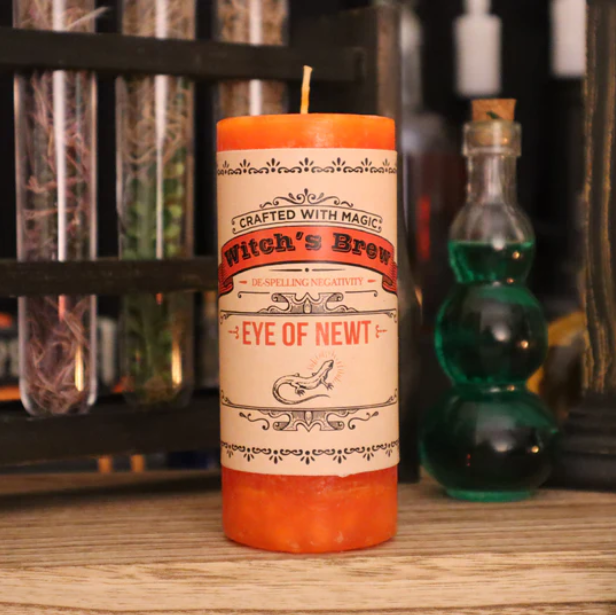 CRAFTED WITH MAGIC
Witch's Brew
DE-SPELLING NEGATIVITY
EYE OF NEWT